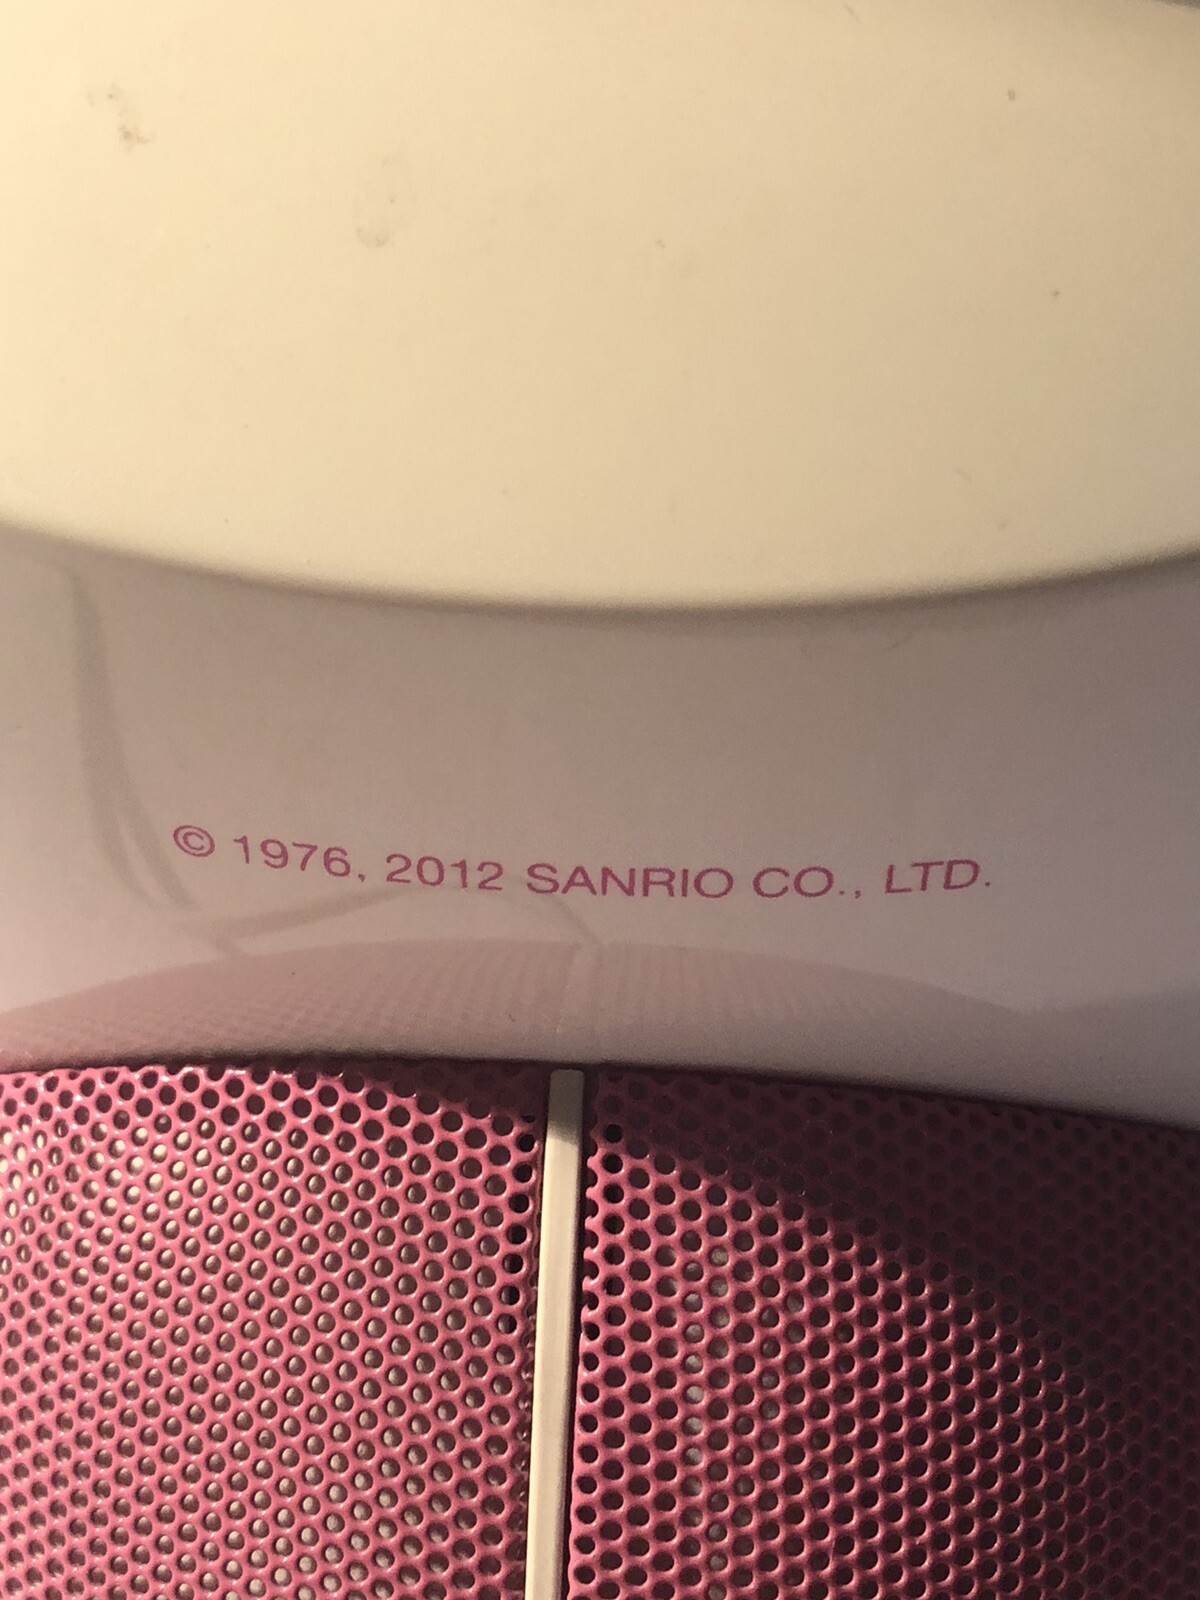 © 1976, 2012 SANRIO CO., LTD.